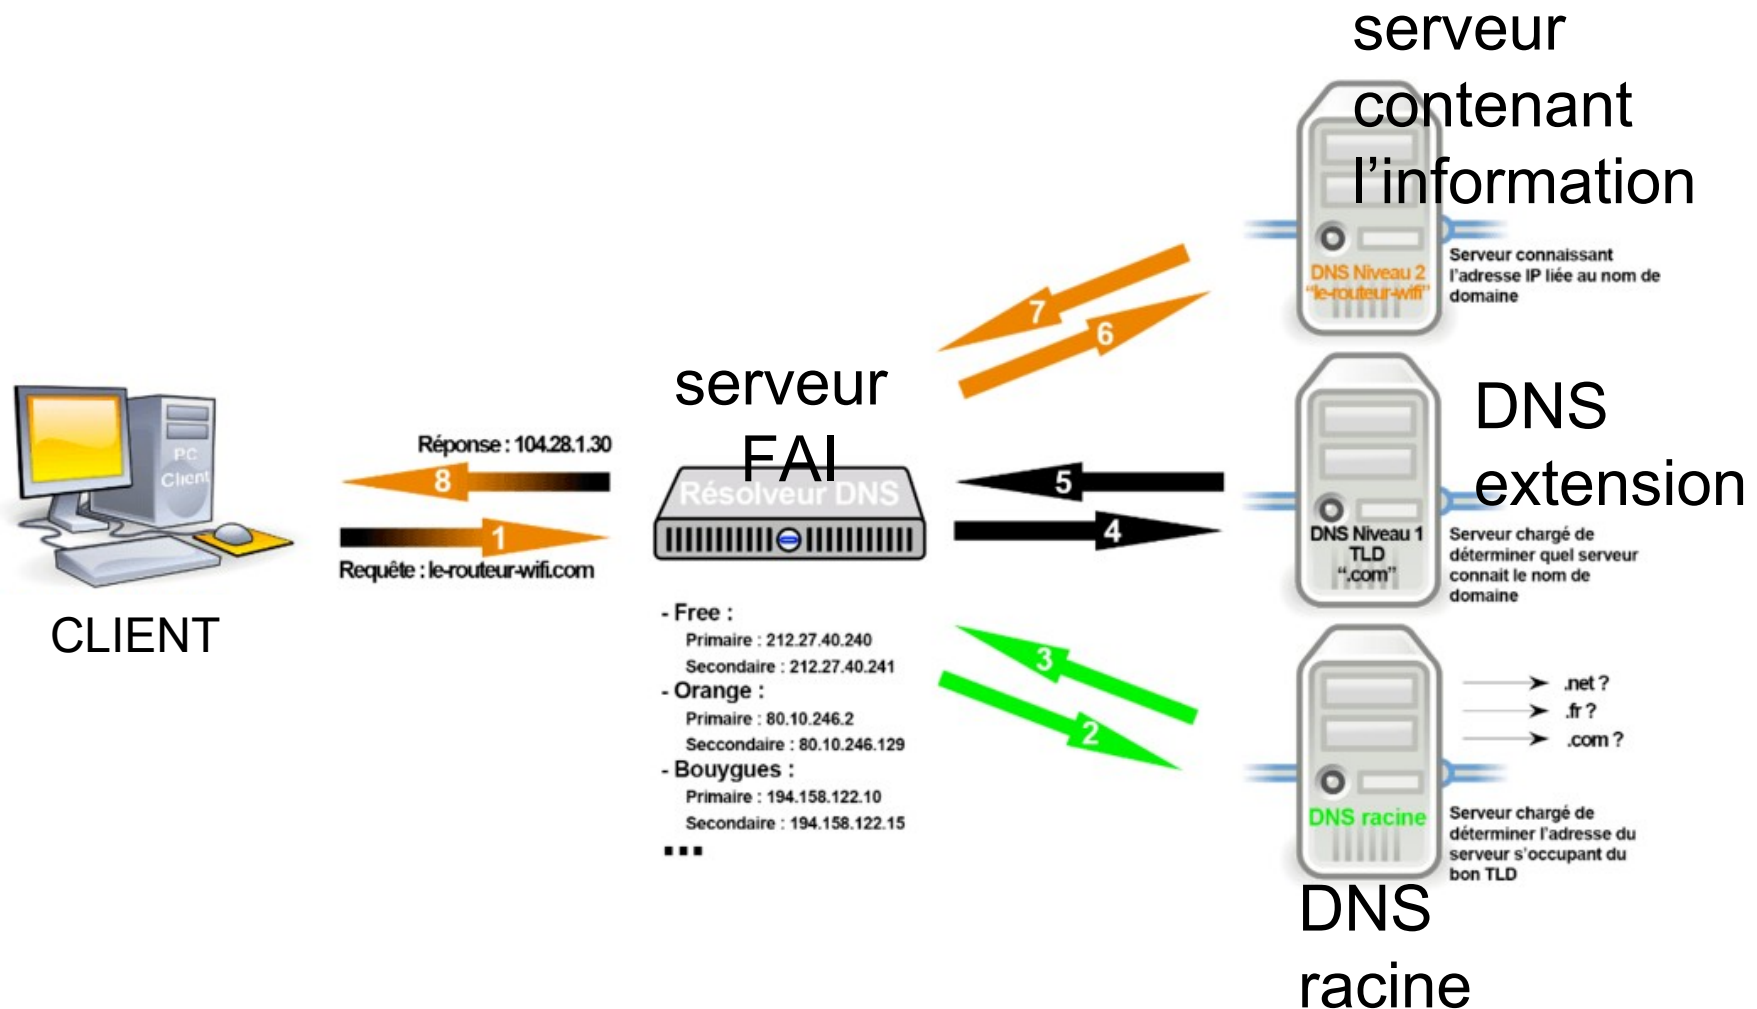 serveur
contenant
l’information
DNS Niveau 2
“le-routeur-wifi”
Serveur connaissant
l’adresse IP liée au nom de
domaine
7
6
serveur
FAI
Résolveur DNS
PC
Client
CLIENT
Réponse : 104.28.1.30
8
1
Requête : le-routeur-wifi.com
5
4
DNS
extension
DNS Niveau 1
TLD
“.com”
Serveur chargé de
déterminer quel serveur
connait le nom de
domaine
- Free :
Primaire : 212.27.40.240
Secondaire : 212.27.40.241
- Orange :
Primaire : 80.10.246.2
Seccondaire : 80.10.246.129
- Bouygues :
Primaire : 194.158.122.10
Secondaire : 194.158.122.15
...
3
2
.net ?
.fr ?
.com ?
DNS racine
Serveur chargé de
déterminer l’adresse du
serveur s’occupant du
bon TLD
DNS
racine